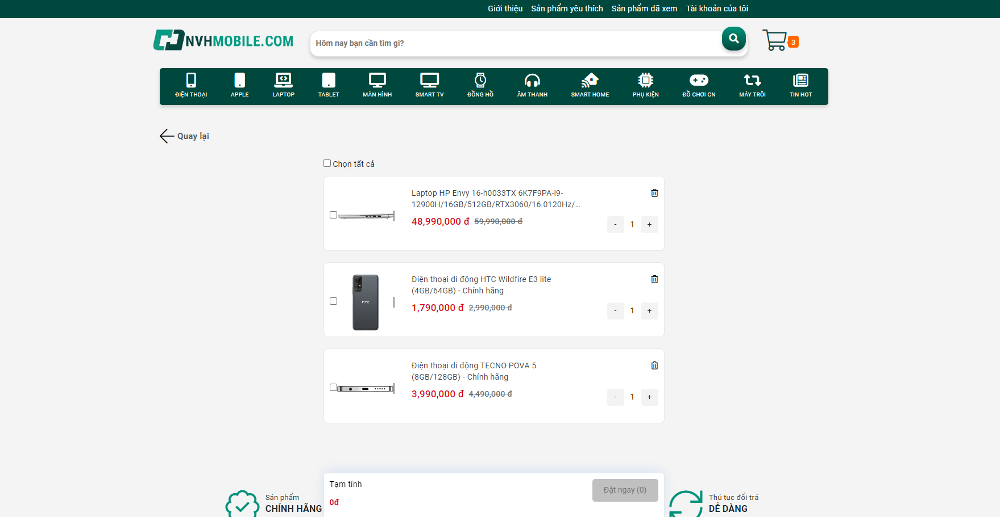 Giới thiệu Sản phẩm yêu thích Sản phẩm đã xem Tài khoản của tôi
NVHMOBILE.COM
Hôm nay bạn cần tìm gì?
3
ĐIỆN THOẠI APPLE LAPTOP TABLET MÀN HÌNH SMART TV ĐỒNG HỒ ÂM THANH SMART HOME PHỤ KIỆN ĐỒ CHƠI CN MÁY TRÔI TIN HOT
Quay lại
Chọn tất cả
Laptop HP Envy 16-h0033TX 6K7F9PA-i9-
12900H/16GB/512GB/RTX3060/16.0120Hz/...
48,990,000 đ 59,990,000 đ
- 1 +
Điện thoại di động HTC Wildfire E3 lite
(4GB/64GB) - Chính hãng
1,790,000 đ 2,990,000 đ
- 1 +
hTC
Điện thoại di động TECNO POVA 5
(8GB/128GB) - Chính hãng
3,990,000 đ 4,490,000 đ
- 1 +
Tạm tính
0đ
Đặt ngay (0)
Sản phẩm
CHÍNH HÃNG
Thủ tục đổi trả
DỄ DÀNG